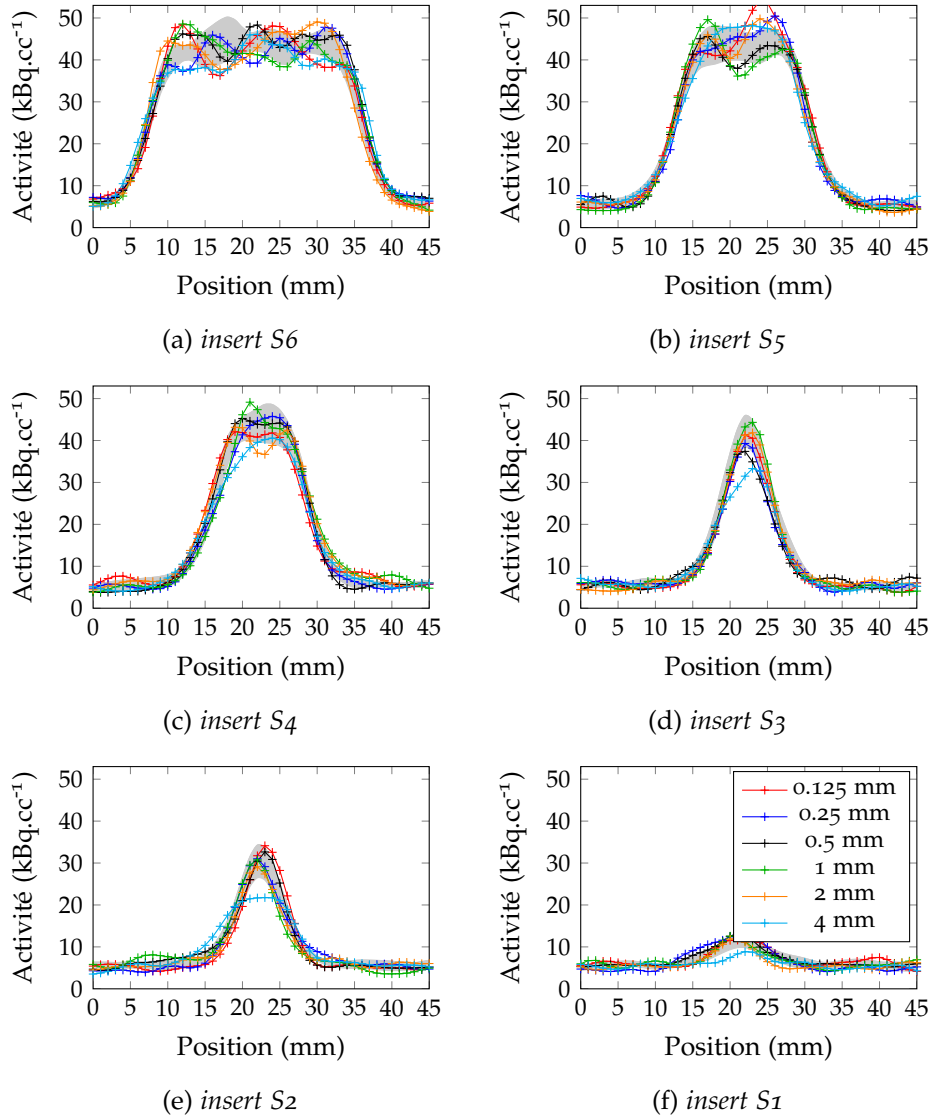 50
40
30
20
10
0
Activité (kBq.cc⁻¹)
0 5 10 15 20 25 30 35 40 45
Position (mm)
(a) insert S6
50
40
30
20
10
0
Activité (kBq.cc⁻¹)
0 5 10 15 20 25 30 35 40 45
Position (mm)
(b) insert S5
50
40
30
20
10
0
Activité (kBq.cc⁻¹)
0 5 10 15 20 25 30 35 40 45
Position (mm)
(c) insert S4
50
40
30
20
10
0
Activité (kBq.cc⁻¹)
0 5 10 15 20 25 30 35 40 45
Position (mm)
(d) insert S3
50
40
30
20
10
0
Activité (kBq.cc⁻¹)
0 5 10 15 20 25 30 35 40 45
Position (mm)
(e) insert S2
50
40
30
20
10
0
Activité (kBq.cc⁻¹)
0.125 mm
0.25 mm
0.5 mm
1 mm
2 mm
4 mm
0 5 10 15 20 25 30 35 40 45
Position (mm)
(f) insert S1